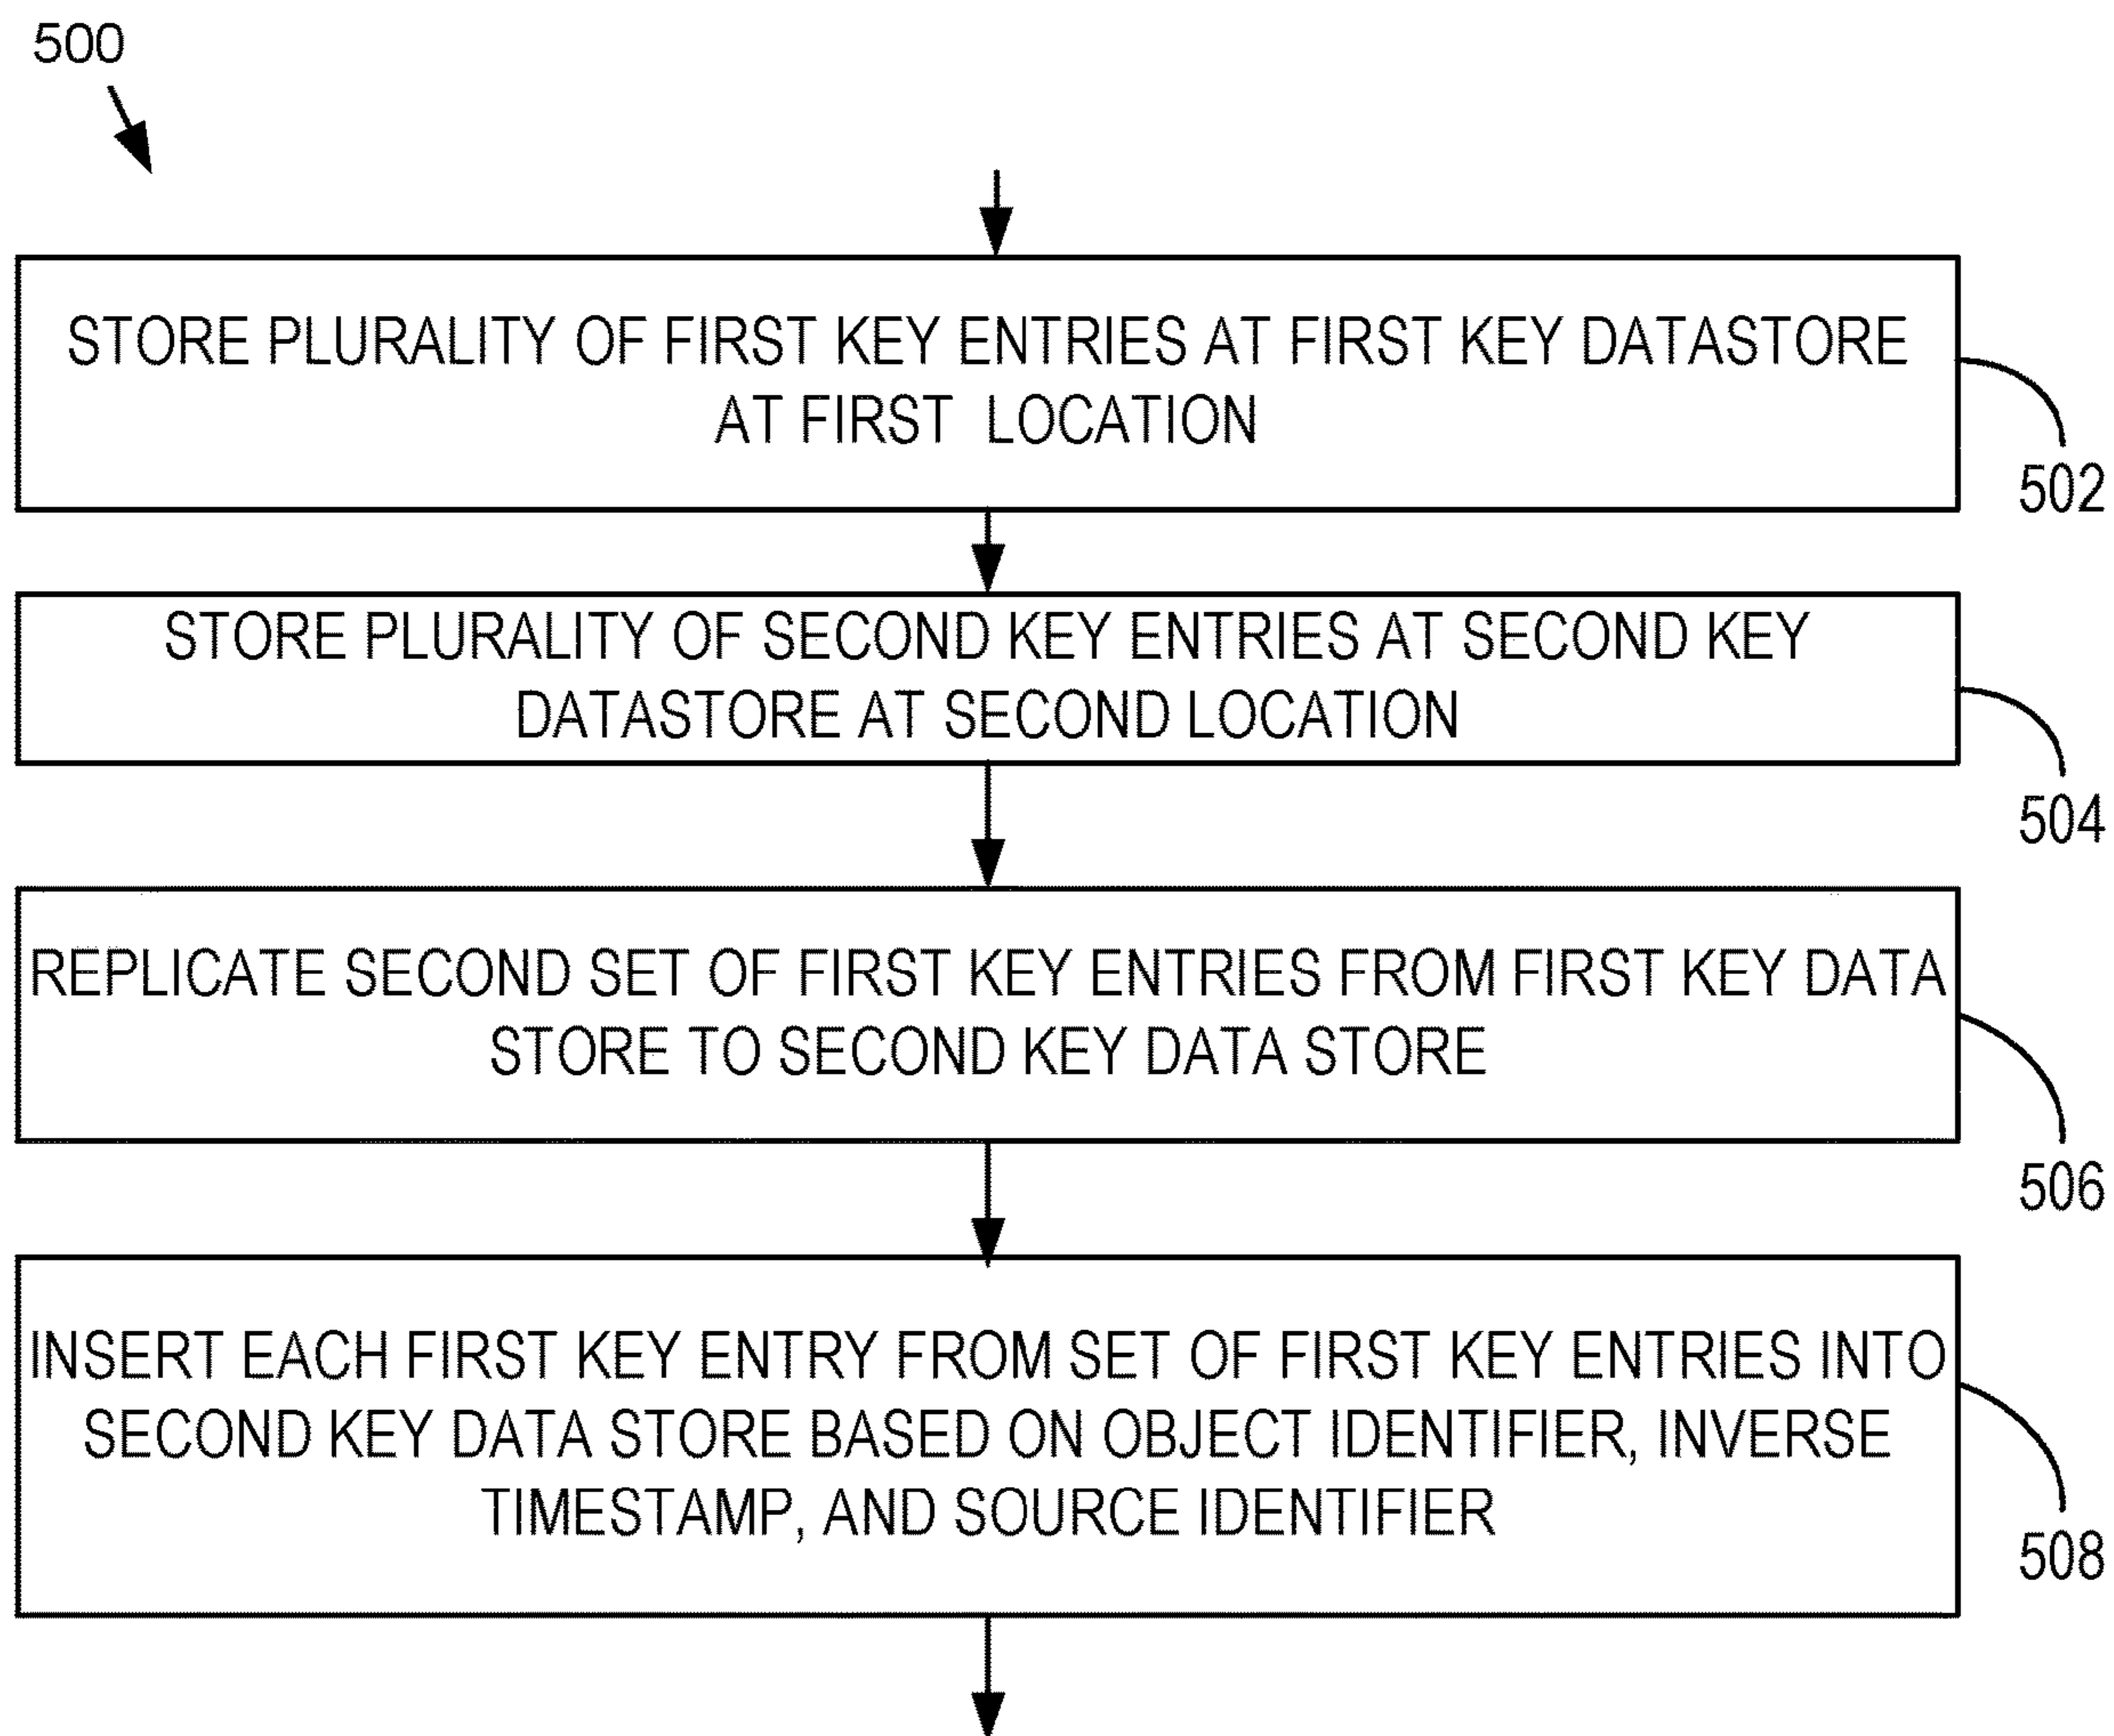 500
STORE PLURALITY OF FIRST KEY ENTRIES AT FIRST KEY DATASTORE
AT FIRST LOCATION
502
STORE PLURALITY OF SECOND KEY ENTRIES AT SECOND KEY
DATASTORE AT SECOND LOCATION
504
REPLICATE SECOND SET OF FIRST KEY ENTRIES FROM FIRST KEY DATA
STORE TO SECOND KEY DATA STORE
506
INSERT EACH FIRST KEY ENTRY FROM SET OF FIRST KEY ENTRIES INTO
SECOND KEY DATA STORE BASED ON OBJECT IDENTIFIER, INVERSE
TIMESTAMP, AND SOURCE IDENTIFIER
508